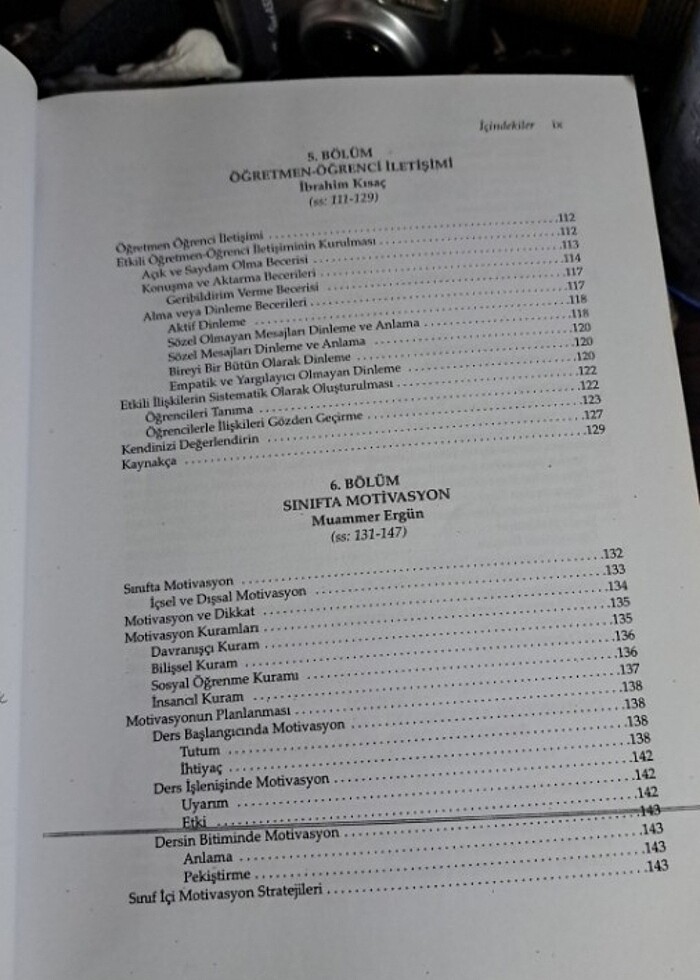 İçindekiler ix
5. BÖLÜM
ÖĞRETMEN-ÖĞRENCİ İLETİŞİMİ
İbrahim Kısaç
(ss: 111-129)
Öğretmen Öğrenci İletişimi ..........112
Etkili Öğretmen-Öğrenci İletişiminin Kurulması ..........112
Açık ve Saydam Olma Becerisi ..........113
Konuşma ve Aktarma Becerileri ..........114
Geribildirim Verme Becerisi ..........117
Alma veya Dinleme Becerileri ..........117
Aktif Dinleme ..........118
Sözel Olmayan Mesajları Dinleme ve Anlama ..........118
Sözel Mesajları Dinleme ve Anlama ..........120
Bireyi Bir Bütün Olarak Dinleme ..........120
Empatik ve Yargılayıcı Olmayan Dinleme ..........120
Etkili İlişkilerin Sistematik Olarak Oluşturulması ..........122
Öğrencileri Tanıma ..........122
Öğrencilerle İlişkileri Gözden Geçirme ..........123
Kendinizi Değerlendirin ..........127
Kaynakça ..........129
6. BÖLÜM
SINIFTA MOTİVASYON
Muammer Ergün
(ss: 131-147)
Sınıfta Motivasyon ..........132
İçsel ve Dışsal Motivasyon ..........133
Motivasyon ve Dikkat ..........134
Motivasyon Kuramları ..........135
Davranışçı Kuram ..........135
Bilişsel Kuram ..........136
Sosyal Öğrenme Kuramı ..........136
İnsancıl Kuram ..........137
Motivasyonun Planlanması ..........138
Ders Başlangıcında Motivasyon ..........138
Tutum ..........138
İhtiyaç ..........138
Ders İşlenişinde Motivasyon ..........142
Uyarım ..........142
Etki ..........142
Dersin Bitiminde Motivasyon ..........143
Anlama ..........143
Pekiştirme ..........143
Sınıf İçi Motivasyon Stratejileri ..........143